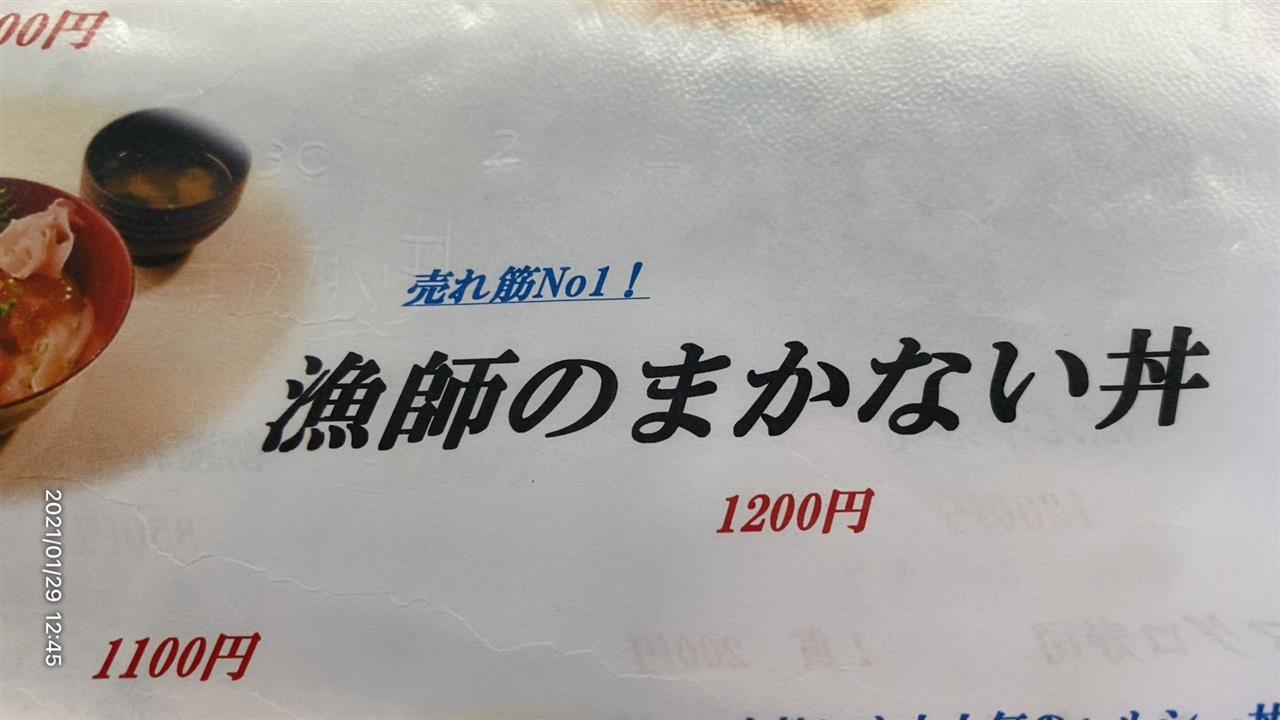 00円
売れ筋No1！
漁師のまかない丼
1200円
1100円
2021/01/29 12:45